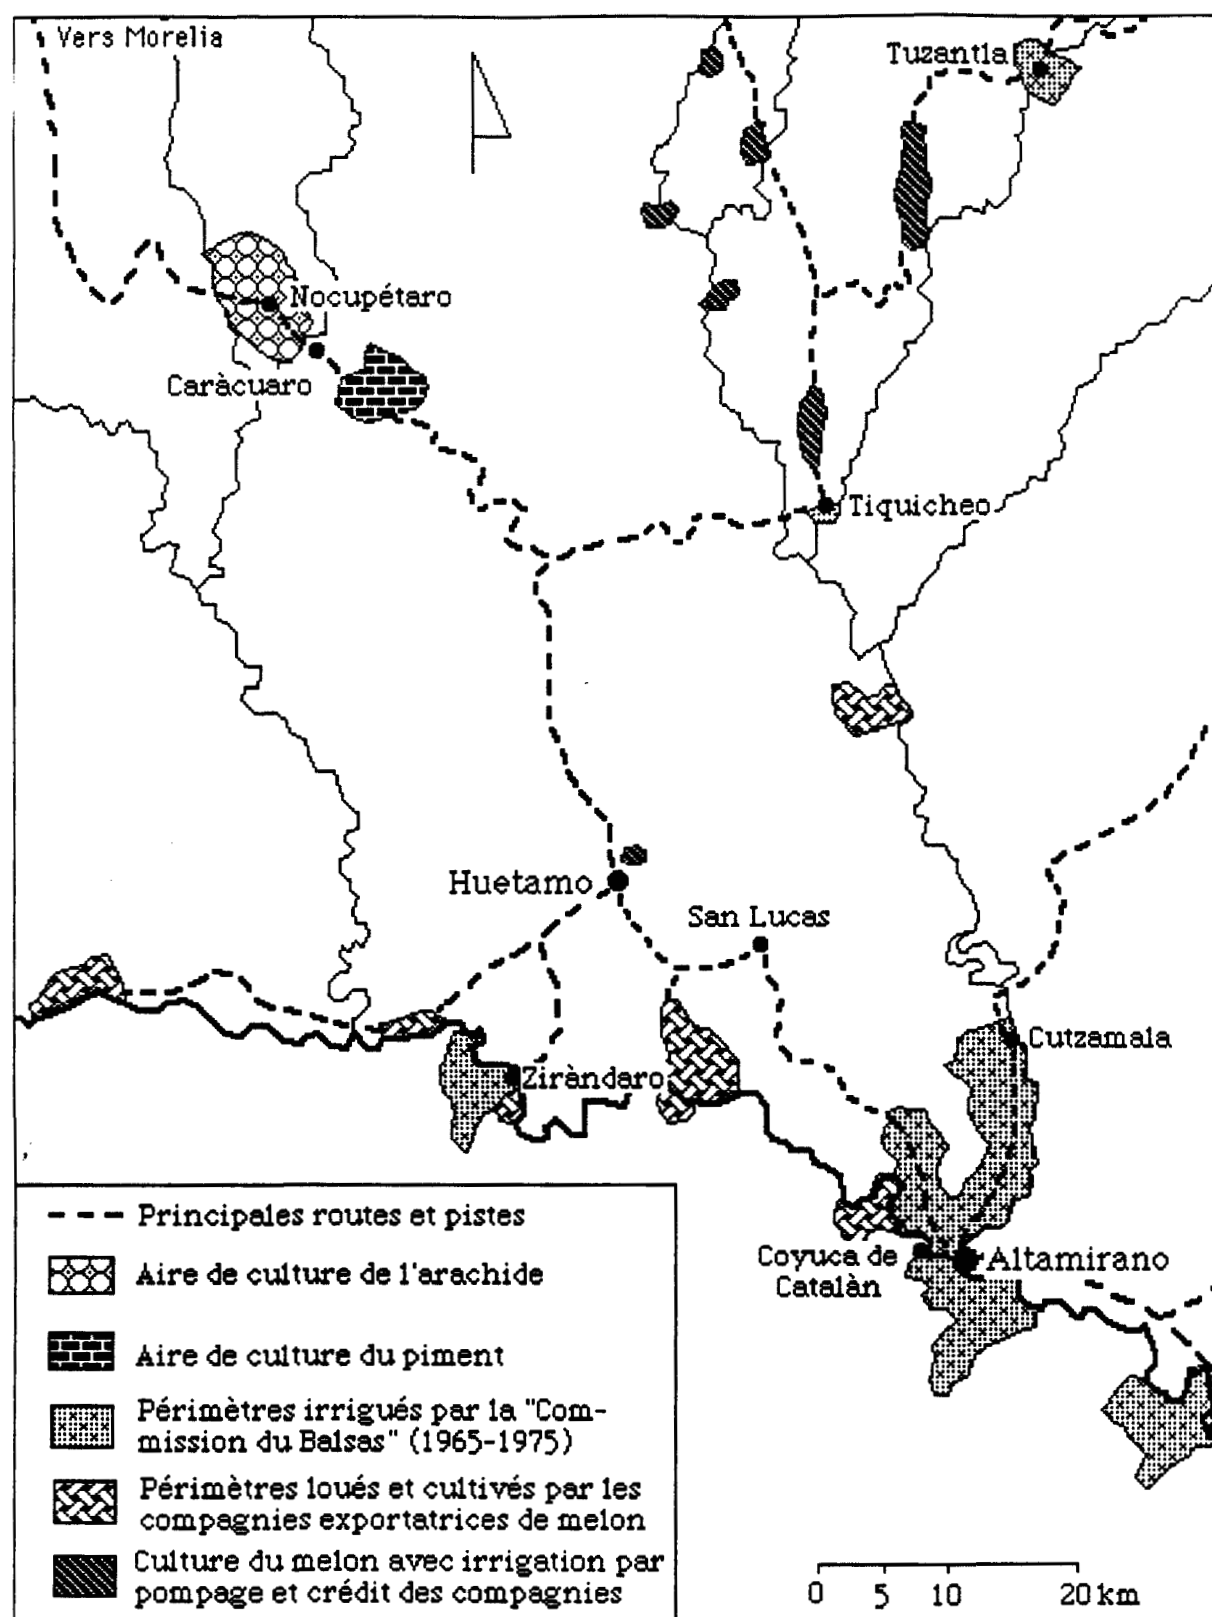 Vers Morelia
Tuzantla
Nocupétaro
Caràcuaro
Tiquicheo
Huetamo
San Lucas
Cutzamala
Ziràndaro
Coyuca de
Catalàn
Altamirano
Principales routes et pistes
Aire de culture de l'arachide
Aire de culture du piment
Périmètres irrigués par la "Com-
mission du Balsas" (1965-1975)
Périmètres loués et cultivés par les
compagnies exportatrices de melon
Culture du melon avec irrigation par
pompage et crédit des compagnies
0 5 10 20 km